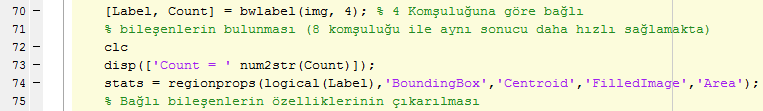 70 - [Label, Count] = bwlabel(img, 4); % 4 Komşuluğuna göre bağlı
71 % bileşenlerin bulunması (8 komşuluğu ile aynı sonucu daha hızlı sağlamakta)
72 - clc
73 - disp(['Count = ' num2str(Count)]);
74 - stats = regionprops(logical(Label),'BoundingBox','Centroid','FilledImage','Area');
75 % Bağlı bileşenlerin özelliklerinin çıkarılması